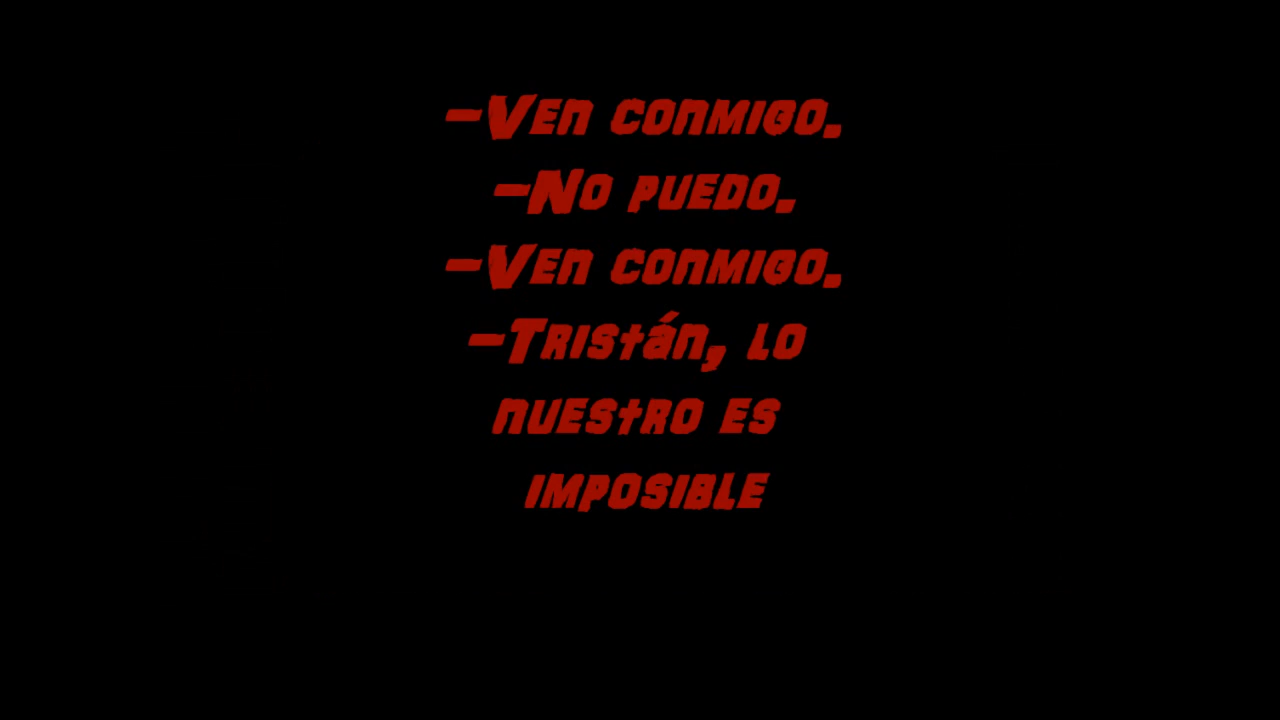 –Ven conmigo.
–No puedo.
–Ven conmigo.
–Tristán, lo
nuestro es
imposible